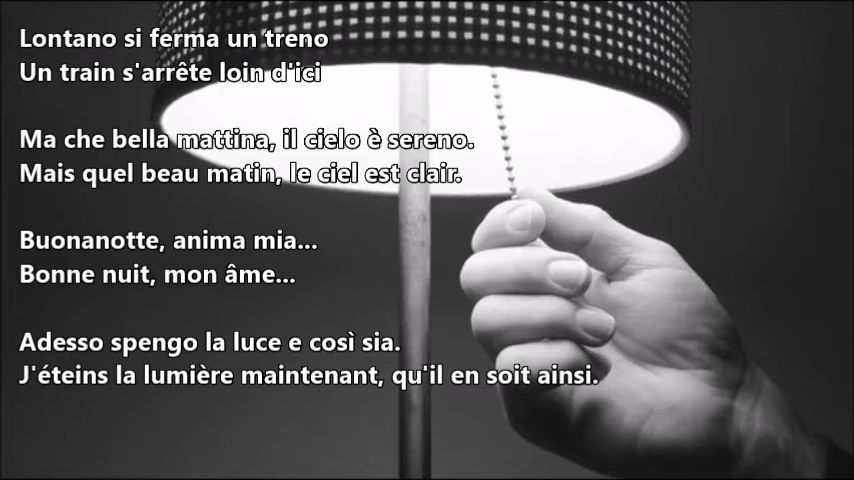 Lontano si ferma un treno
Un train s'arrête loin d'ici
Ma che bella mattina, il cielo è sereno.
Mais quel beau matin, le ciel est clair.
Buonanotte, anima mia...
Bonne nuit, mon âme...
Adesso spengo la luce e così sia.
J'éteins la lumière maintenant, qu'il en soit ainsi.